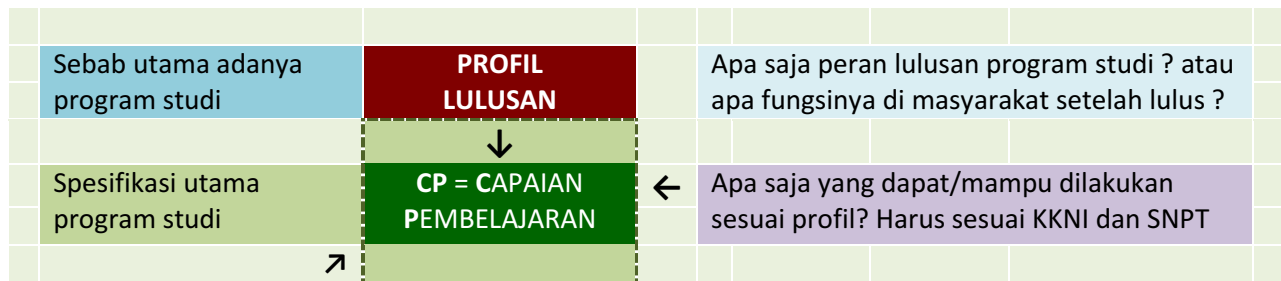 Sebab utama adanya
program studi
PROFIL
LULUSAN
Apa saja peran lulusan program studi ? atau
apa fungsinya di masyarakat setelah lulus ?
↓
Spesifikasi utama
program studi
CP = CAPAIAN
PEMBELAJARAN
←
Apa saja yang dapat/mampu dilakukan
sesuai profil? Harus sesuai KKNI dan SNPT
↗